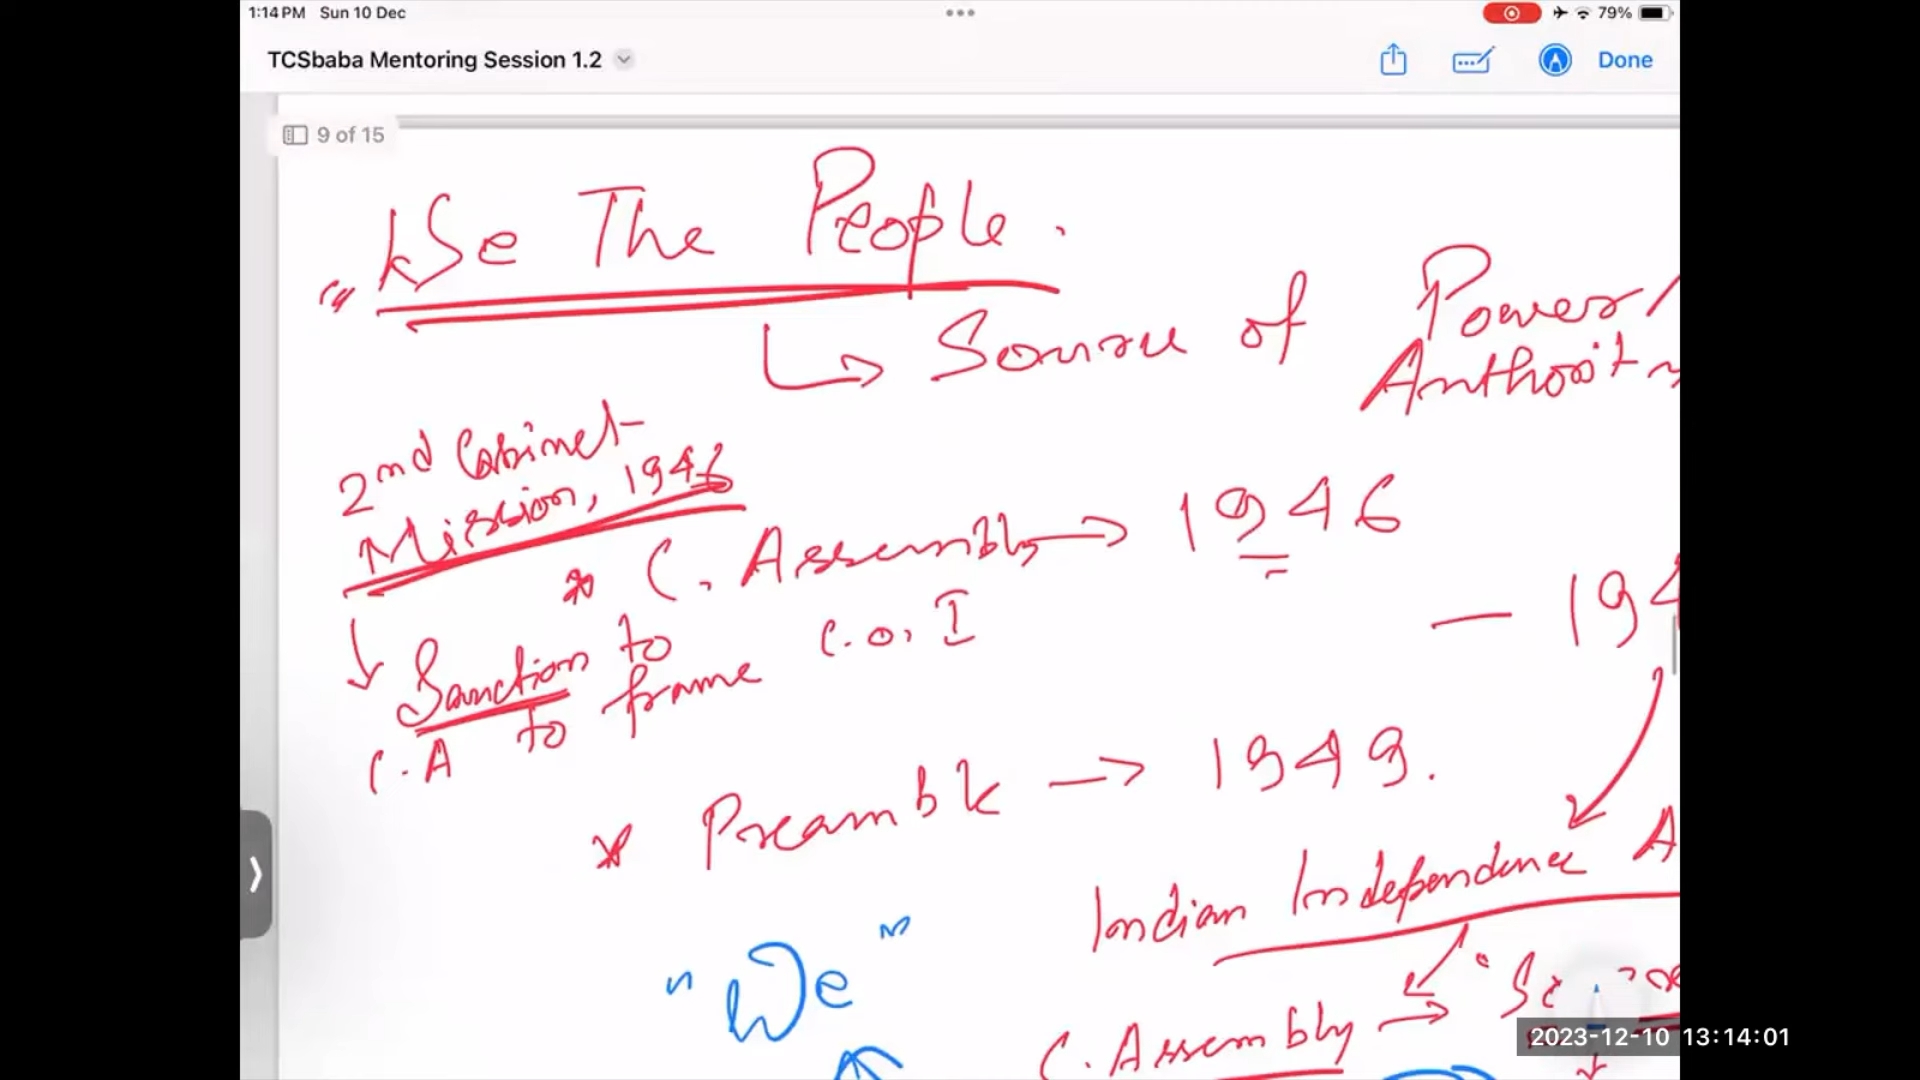 1:14 PM Sun 10 Dec
79%
TCSbaba Mentoring Session 1.2
Done
9 of 15
"We The People.
Source of Power/
Authority
2nd Cabinet
Mission, 1946
* C. Assembly → 1946
— 194
Sanction to
C.A to frame C.O.I
* Preamble → 1949.
Indian Independence A
"We"
C. Assembly →
2023-12-10 13:14:01